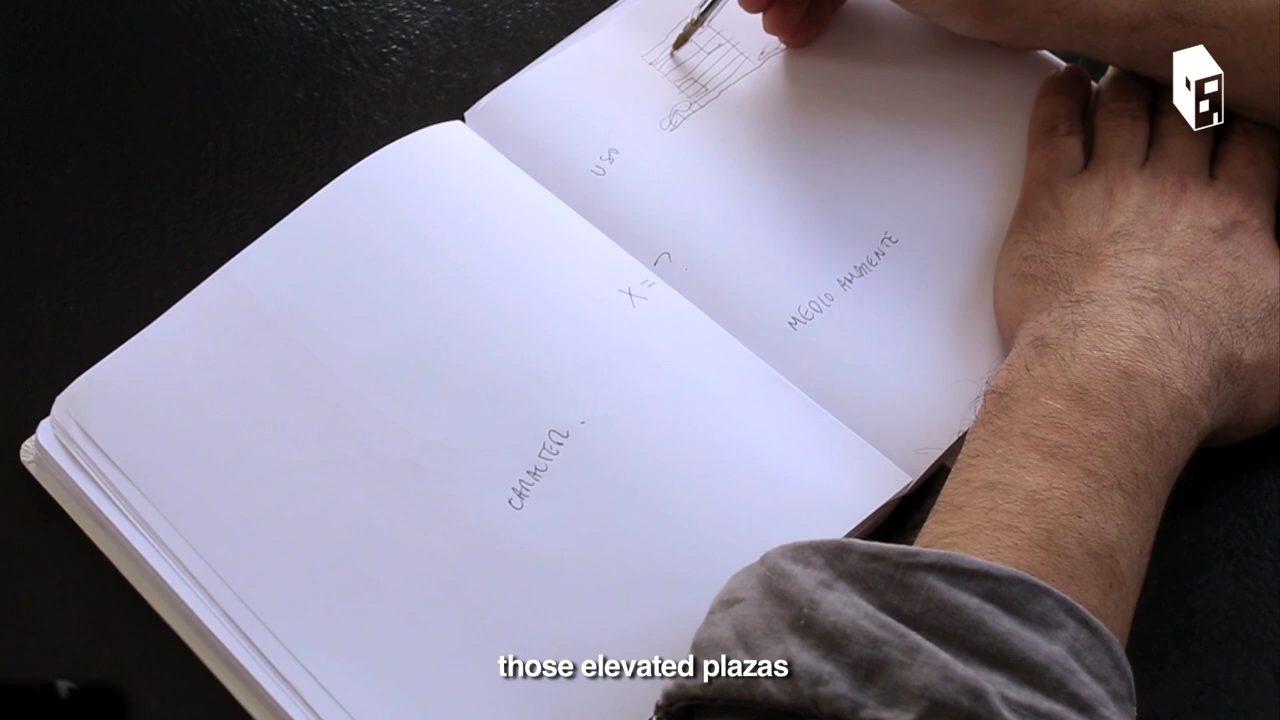 USO
X = ?
MEDIO AMBIENTE
CARACTER.
those elevated plazas